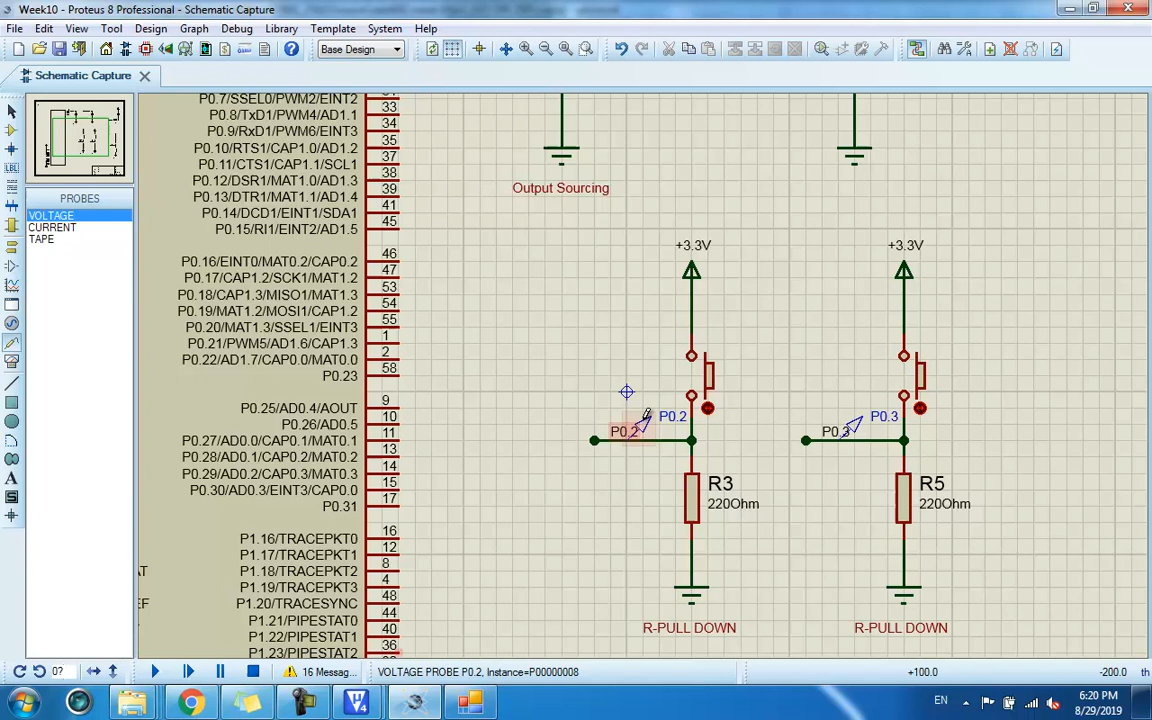 Week10 - Proteus 8 Professional - Schematic Capture
File Edit View Tool Design Graph Debug Library Template System Help
Base Design
Schematic Capture
PROBES
VOLTAGE
CURRENT
TAPE
LBL
A
S
P0.7/SSEL0/PWM2/EINT2
P0.8/TxD1/PWM4/AD1.1 33
P0.9/RxD1/PWM6/EINT3 34
P0.10/RTS1/CAP1.0/AD1.2 35
P0.11/CTS1/CAP1.1/SCL1 37
P0.12/DSR1/MAT1.0/AD1.3 38
P0.13/DTR1/MAT1.1/AD1.4 39
P0.14/DCD1/EINT1/SDA1 41
P0.15/RI1/EINT2/AD1.5 45
P0.16/EINT0/MAT0.2/CAP0.2 46
P0.17/CAP1.2/SCK1/MAT1.2 47
P0.18/CAP1.3/MISO1/MAT1.3 53
P0.19/MAT1.2/MOSI1/CAP1.2 54
P0.20/MAT1.3/SSEL1/EINT3 55
P0.21/PWM5/AD1.6/CAP1.3 1
P0.22/AD1.7/CAP0.0/MAT0.0 2
P0.23 58
P0.25/AD0.4/AOUT 9
P0.26/AD0.5 10
P0.27/AD0.0/CAP0.1/MAT0.1 11
P0.28/AD0.1/CAP0.2/MAT0.2 13
P0.29/AD0.2/CAP0.3/MAT0.3 14
P0.30/AD0.3/EINT3/CAP0.0 15
P0.31 17
P1.16/TRACEPKT0 16
P1.17/TRACEPKT1 12
P1.18/TRACEPKT2 8
P1.19/TRACEPKT3 4
P1.20/TRACESYNC 48
P1.21/PIPESTAT0 44
P1.22/PIPESTAT1 40
P1.23/PIPESTAT2 36
Output Sourcing
+3.3V
P0.2
P0.2
R3
220Ohm
R-PULL DOWN
+3.3V
P0.3
P0.3
R5
220Ohm
R-PULL DOWN
0?
16 Messag...
VOLTAGE PROBE P0.2, Instance=P00000008
+100.0
-200.0
th
EN
6:20 PM
8/29/2019